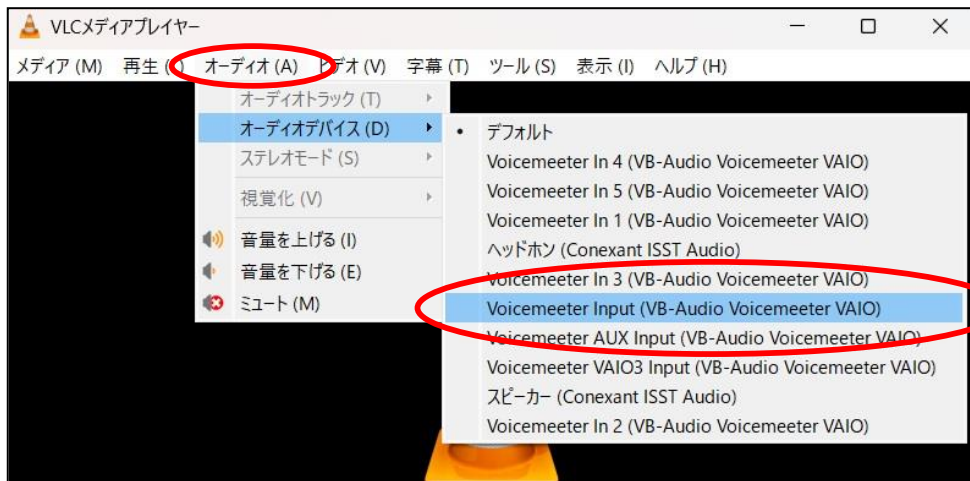 VLCメディアプレイヤー
メディア (M) 再生 オーディオ (A) ビデオ (V) 字幕 (T) ツール (S) 表示 (I) ヘルプ (H)
オーディオトラック (T)
オーディオデバイス (D)
ステレオモード (S)
視覚化 (V)
音量を上げる (I)
音量を下げる (E)
ミュート (M)
デフォルト
Voicemeeter In 4 (VB-Audio Voicemeeter VAIO)
Voicemeeter In 5 (VB-Audio Voicemeeter VAIO)
Voicemeeter In 1 (VB-Audio Voicemeeter VAIO)
ヘッドホン (Conexant ISST Audio)
Voicemeeter In 3 (VB-Audio Voicemeeter VAIO)
Voicemeeter Input (VB-Audio Voicemeeter VAIO)
Voicemeeter AUX Input (VB-Audio Voicemeeter VAIO)
Voicemeeter VAIO3 Input (VB-Audio Voicemeeter VAIO)
スピーカー (Conexant ISST Audio)
Voicemeeter In 2 (VB-Audio Voicemeeter VAIO)